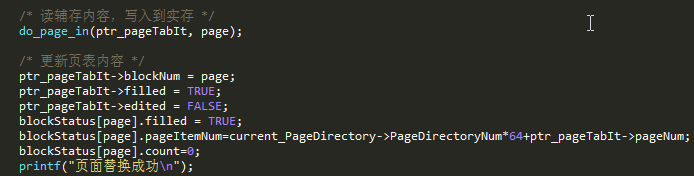 /* 读辅存内容，写入到实存 */
do_page_in(ptr_pageTabIt, page);
/* 更新页表内容 */
ptr_pageTabIt->blockNum = page;
ptr_pageTabIt->filled = TRUE;
ptr_pageTabIt->edited = FALSE;
blockStatus[page].filled = TRUE;
blockStatus[page].pageItemNum=current_PageDirectory->PageDirectoryNum*64+ptr_pageTabIt->pageNum;
blockStatus[page].count=0;
printf("页面替换成功\n");